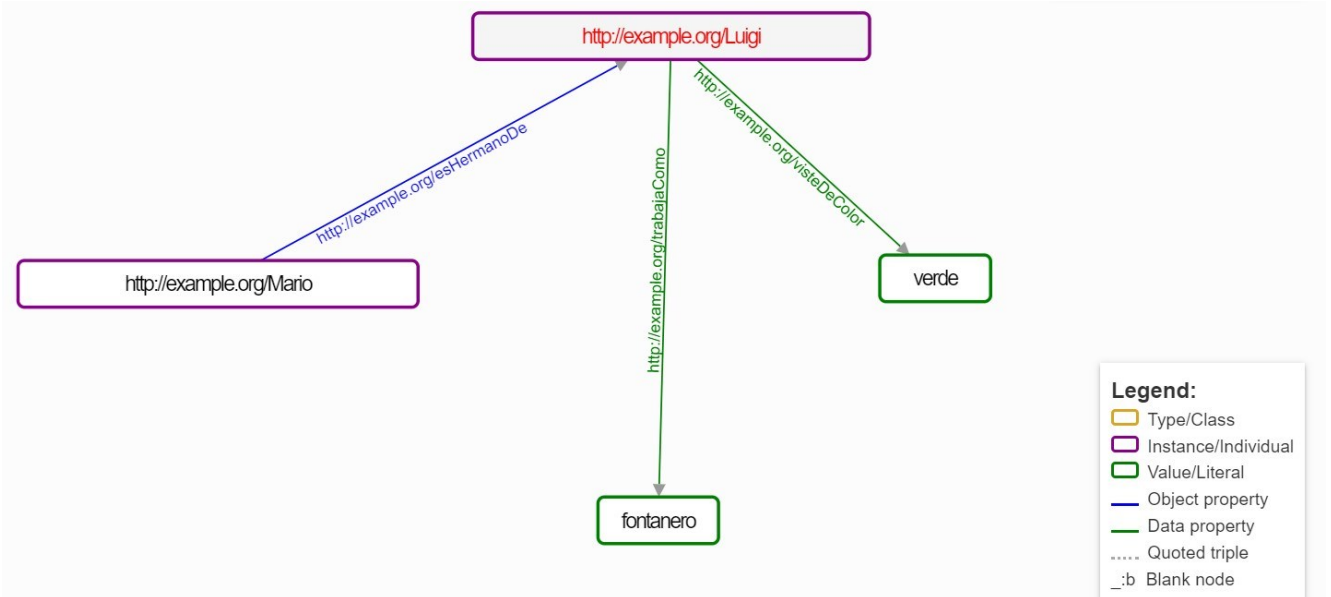 http://example.org/Luigi
http://example.org/esHermanoDe
http://example.org/trabajaComo
http://example.org/visteDeColor
http://example.org/Mario
verde
fontanero
Legend:
Type/Class
Instance/Individual
Value/Literal
Object property
Data property
Quoted triple
_:b Blank node